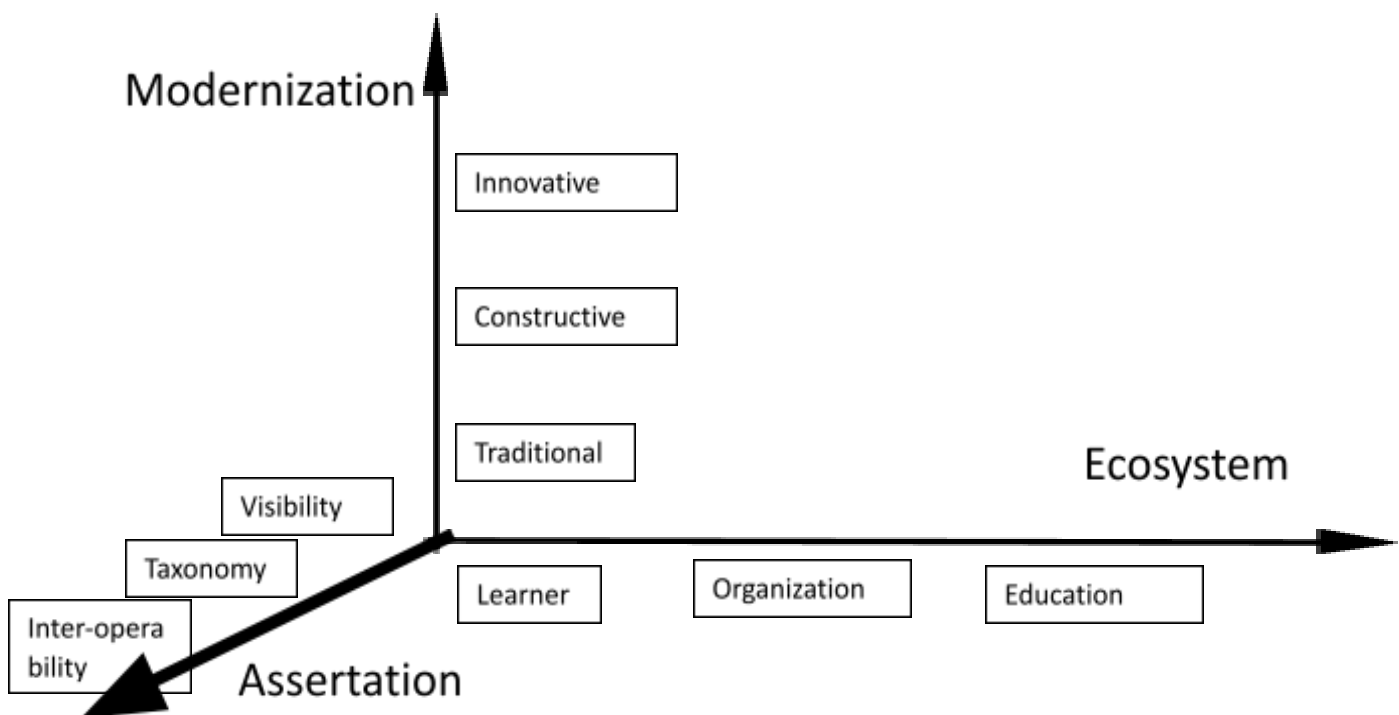 Modernization
Innovative
Constructive
Traditional
Ecosystem
Visibility
Taxonomy
Inter-opera
bility
Learner
Organization
Education
Assertation